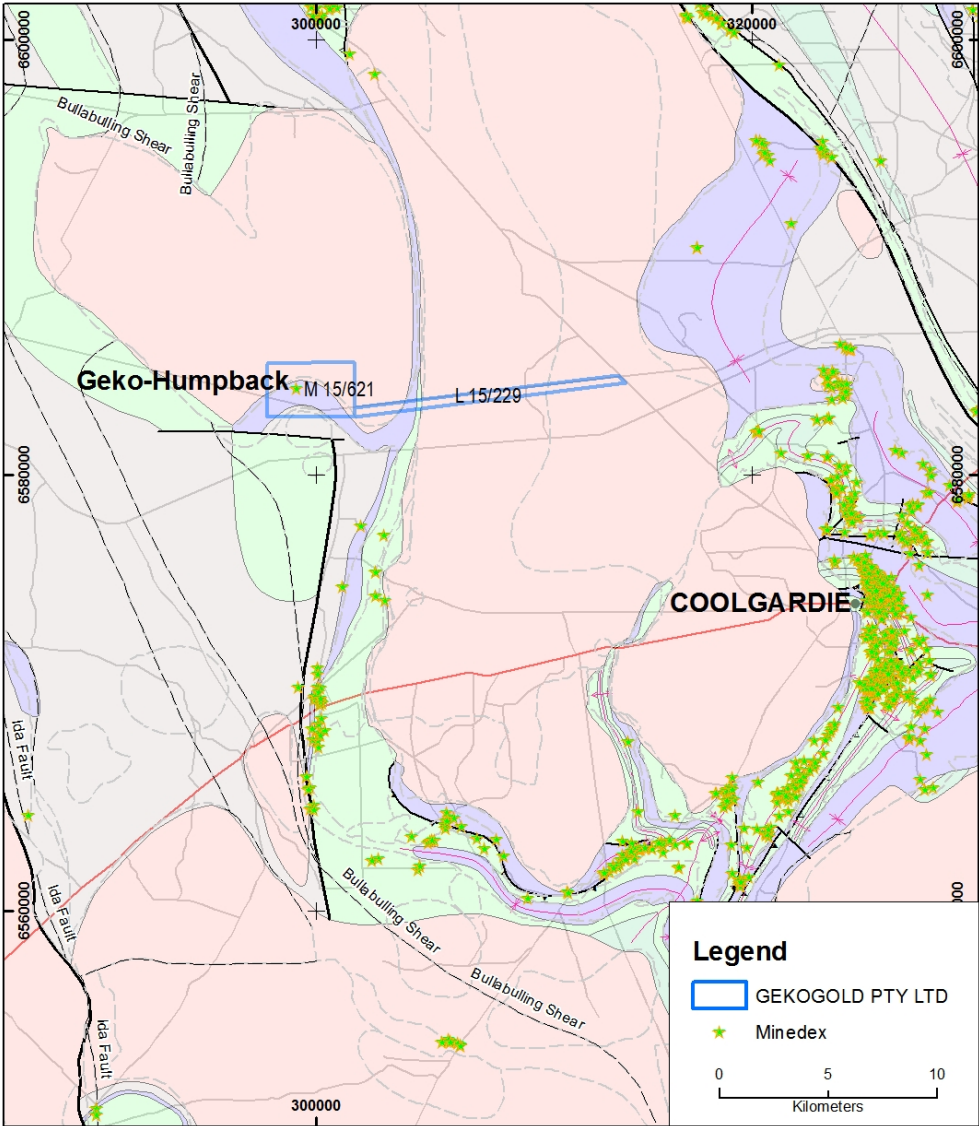 300000
320000
6600000
6600000
Bullabulling Shear
Bullabulling Shear
Geko-Humpback
M 15/621
L 15/229
6580000
6580000
COOLGARDIE
Ida Fault
Ida Fault
Bullabulling Shear
6560000
Bullabulling Shear
Ida Fault
300000
Legend
GEKOGOLD PTY LTD
Minedex
0 5 10
Kilometers